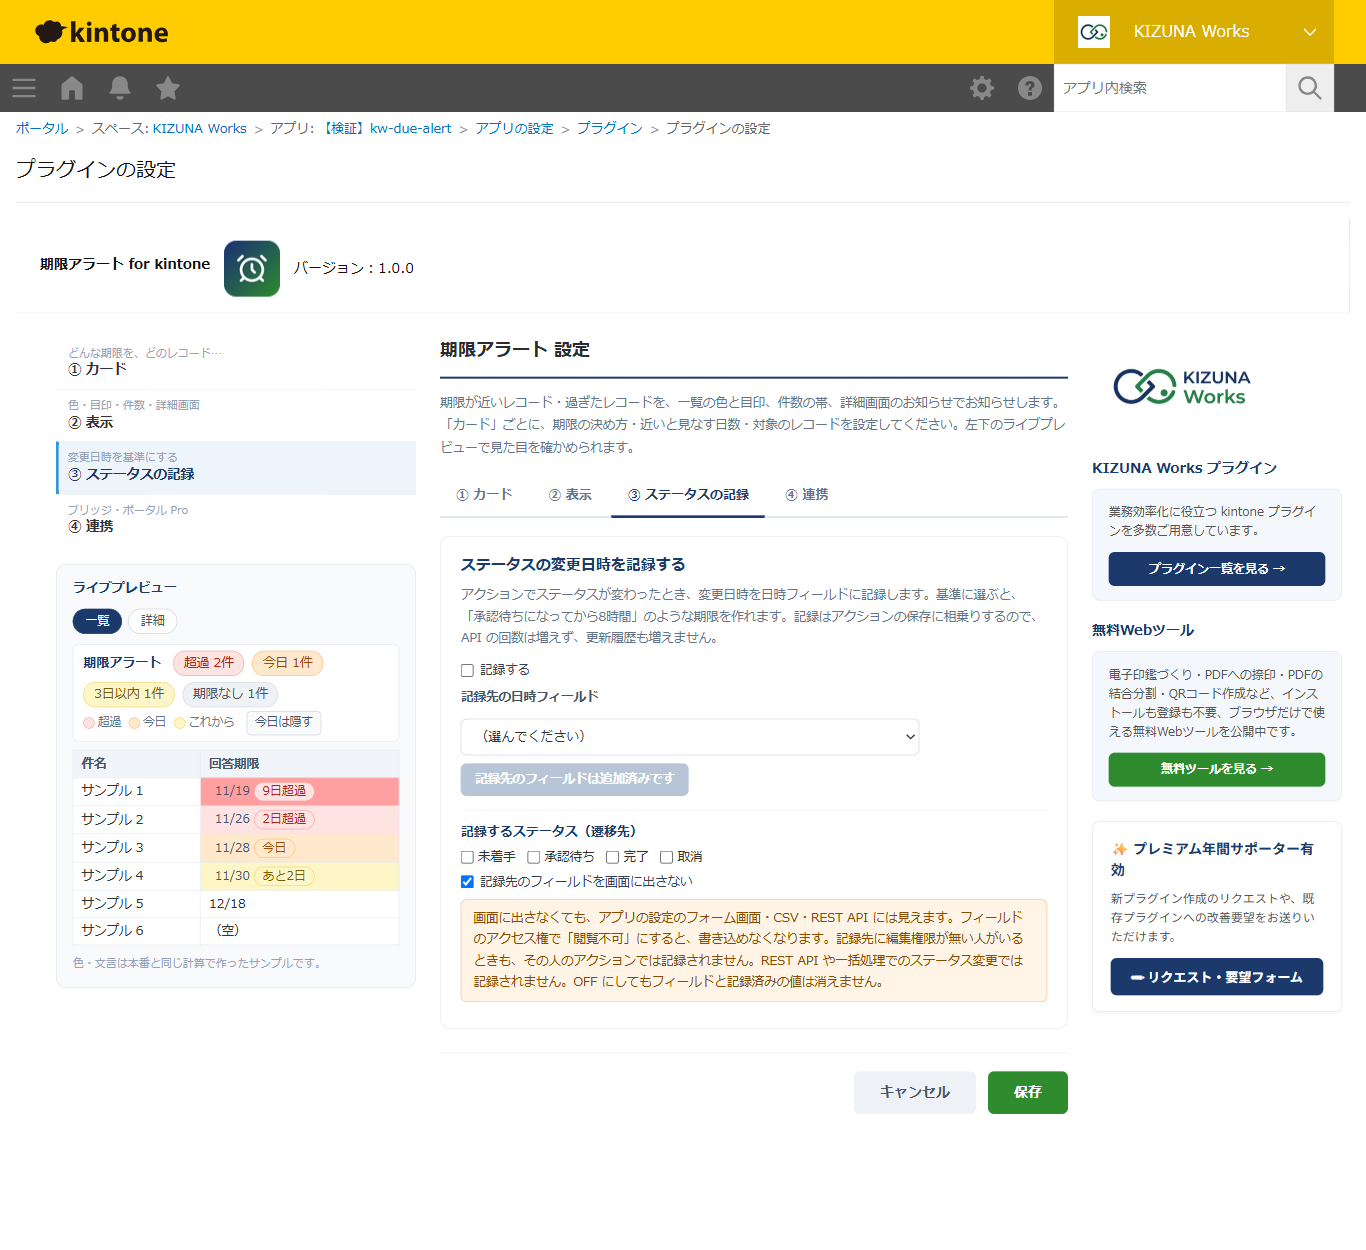 kintone
KIZUNA Works
アプリ内検索
ポータル > スペース: KIZUNA Works > アプリ: 【検証】kw-due-alert > アプリの設定 > プラグイン > プラグインの設定
プラグインの設定
期限アラート for kintone
バージョン：1.0.0
どんな期限を、どのレコード…
① カード
色・目印・件数・詳細画面
② 表示
変更日時を基準にする
③ ステータスの記録
ブリッジ・ポータル Pro
④ 連携
ライブプレビュー
一覧 詳細
期限アラート 超過 2件 今日 1件
3日以内 1件 期限なし 1件
超過 今日 これから 今日は隠す
件名 回答期限
サンプル 1 11/19 9日超過
サンプル 2 11/26 2日超過
サンプル 3 11/28 今日
サンプル 4 11/30 あと2日
サンプル 5 12/18
サンプル 6 （空）
色・文言は本番と同じ計算で作ったサンプルです。
期限アラート 設定
期限が近いレコード・過ぎたレコードを、一覧の色と目印、件数の帯、詳細画面のお知らせでお知らせします。
「カード」ごとに、期限の決め方・近いと見なす日数・対象のレコードを設定してください。左下のライブプレ
ビューで見た目を確かめられます。
① カード ② 表示 ③ ステータスの記録 ④ 連携
ステータスの変更日時を記録する
アクションでステータスが変わったとき、変更日時を日時フィールドに記録します。基準に選ぶと、
「承認待ちになってから8時間」のような期限を作れます。記録はアクションの保存に相乗りするので、
API の回数は増えず、更新履歴も増えません。
記録する
記録先の日時フィールド
（選んでください）
記録先のフィールドは追加済みです
記録するステータス（遷移先）
未着手 承認待ち 完了 取消
記録先のフィールドを画面に出さない
画面に出さなくても、アプリの設定のフォーム画面・CSV・REST API には見えます。フィールド
のアクセス権で「閲覧不可」にすると、書き込めなくなります。記録先に編集権限が無い人がいる
ときも、その人のアクションでは記録されません。REST API や一括処理でのステータス変更では
記録されません。OFF にしてもフィールドと記録済みの値は消えません。
キャンセル 保存
KIZUNA
Works
KIZUNA Works プラグイン
業務効率化に役立つ kintone プラグイ
ンを多数ご用意しています。
プラグイン一覧を見る →
無料Webツール
電子印鑑づくり・PDFへの捺印・PDFの
結合分割・QRコード作成など、インス
トールも登録も不要、ブラウザだけで使
える無料Webツールを公開中です。
無料ツールを見る →
✨ プレミアム年間サポーター有
効
新プラグイン作成のリクエストや、既
存プラグインへの改善要望をお送りい
ただけます。
リクエスト・要望フォーム